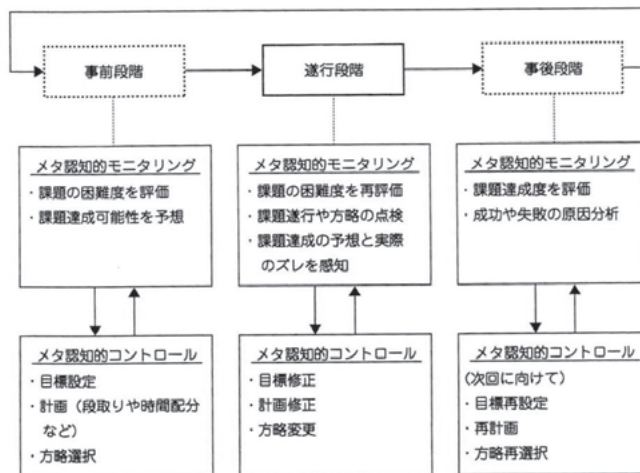 事前段階
遂行段階
事後段階
メタ認知的モニタリング
・課題の困難度を評価
・課題達成可能性を予想
メタ認知的モニタリング
・課題の困難度を再評価
・課題遂行や方略の点検
・課題達成の予想と実際
のズレを感知
メタ認知的モニタリング
・課題達成度を評価
・成功や失敗の原因分析
メタ認知的コントロール
・目標設定
・計画（段取りや時間配分
など）
・方略選択
メタ認知的コントロール
・目標修正
・計画修正
・方略変更
メタ認知的コントロール
(次回に向けて)
・目標再設定
・再計画
・方略再選択